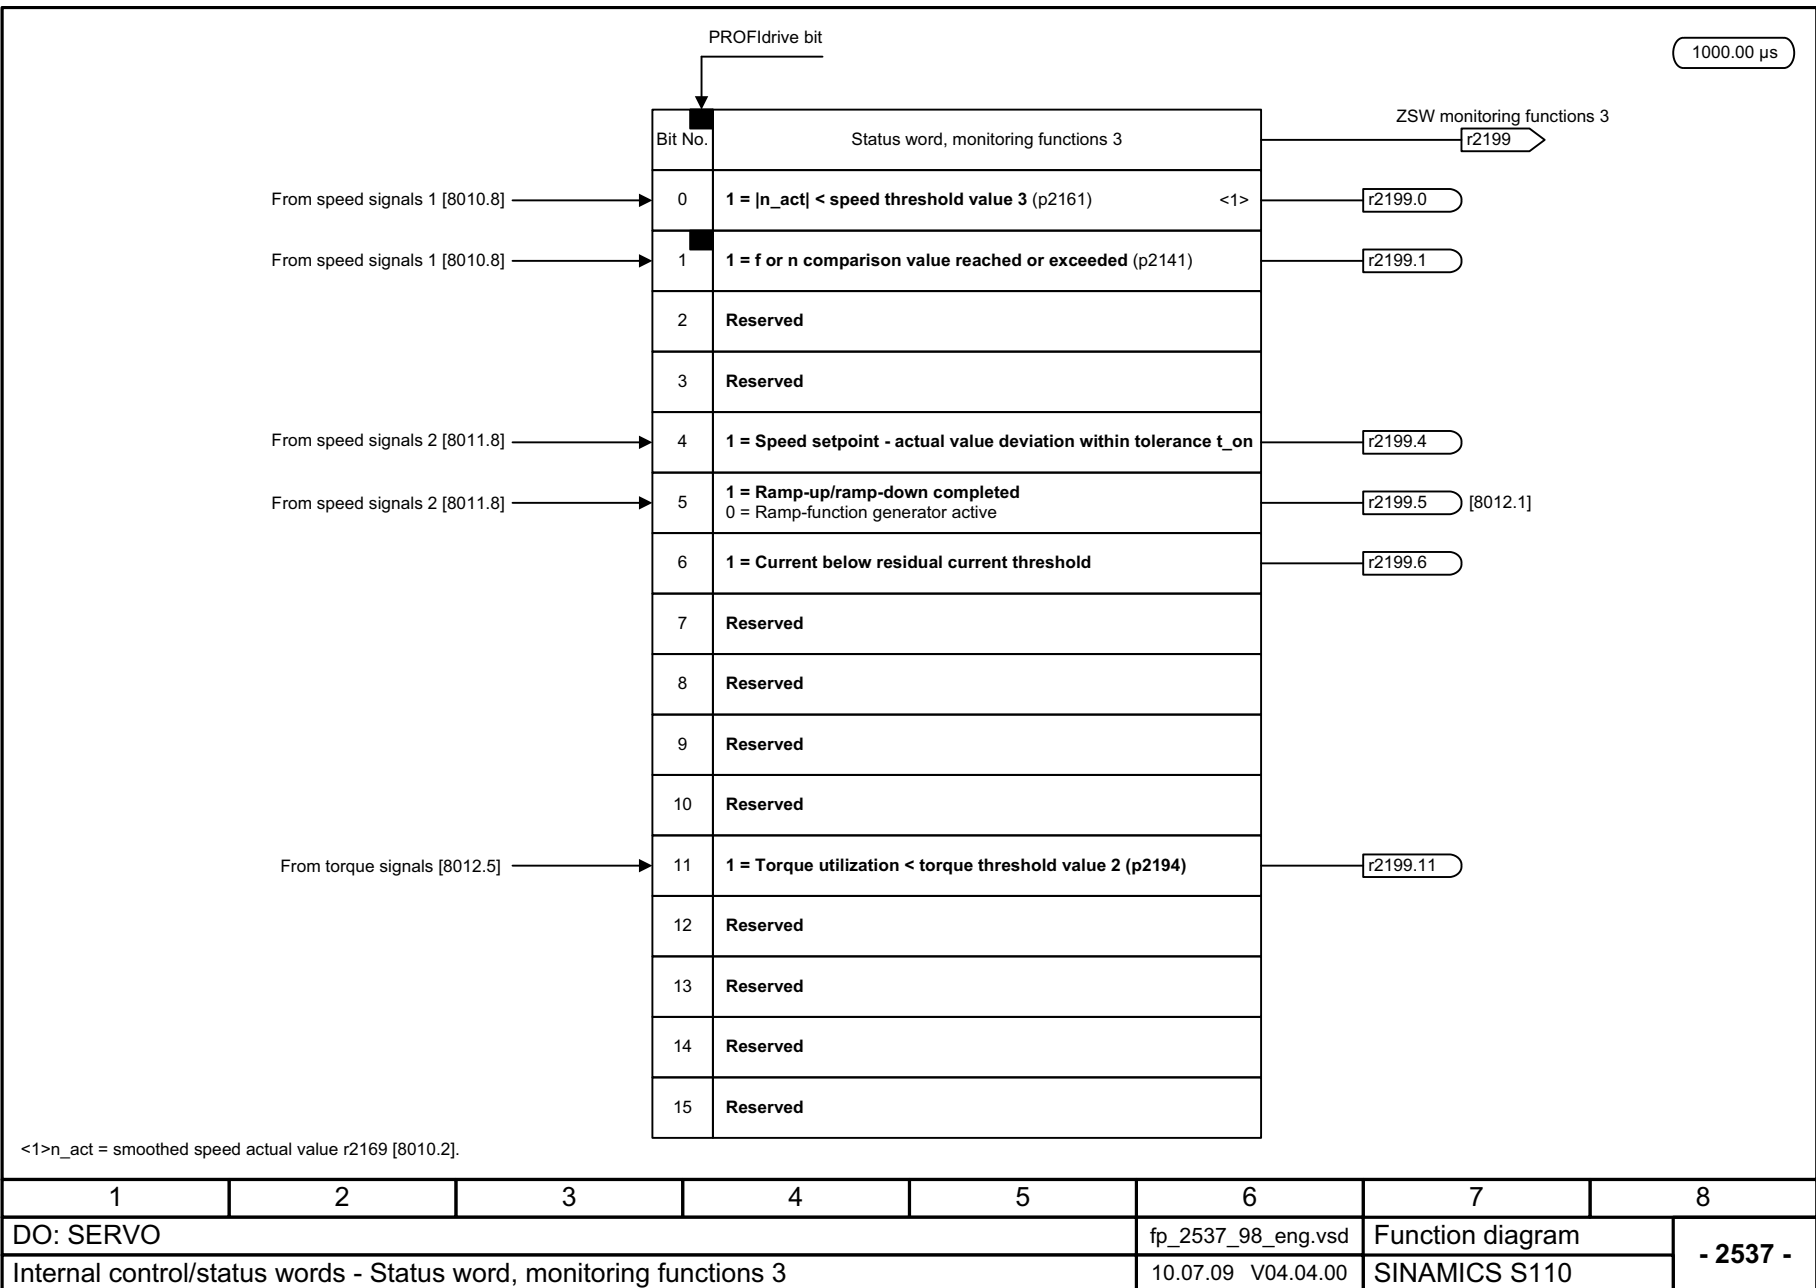 PROFIdrive bit
1000.00 µs
ZSW monitoring functions 3
Bit No. Status word, monitoring functions 3 r2199
From speed signals 1 [8010.8] 0 1 = |n_act| < speed threshold value 3 (p2161) <1> r2199.0
From speed signals 1 [8010.8] 1 1 = f or n comparison value reached or exceeded (p2141) r2199.1
2 Reserved
3 Reserved
From speed signals 2 [8011.8] 4 1 = Speed setpoint - actual value deviation within tolerance t_on r2199.4
From speed signals 2 [8011.8] 5 1 = Ramp-up/ramp-down completed r2199.5 [8012.1]
0 = Ramp-function generator active
6 1 = Current below residual current threshold r2199.6
7 Reserved
8 Reserved
9 Reserved
10 Reserved
From torque signals [8012.5] 11 1 = Torque utilization < torque threshold value 2 (p2194) r2199.11
12 Reserved
13 Reserved
14 Reserved
15 Reserved
<1>n_act = smoothed speed actual value r2169 [8010.2].
1 2 3 4 5 6 7 8
DO: SERVO fp_2537_98_eng.vsd Function diagram
- 2537 -
Internal control/status words - Status word, monitoring functions 3 10.07.09 V04.04.00 SINAMICS S110